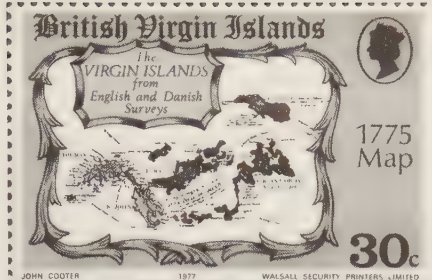 British Virgin Islands
The
VIRGIN ISLANDS
from
English and Danish
Surveys
1775
Map
30c
JOHN COOTER 1977 WALSALL SECURITY PRINTERS LIMITED